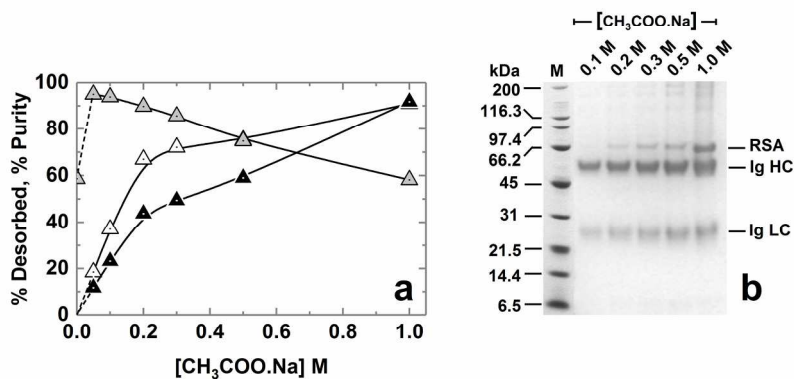 100
80
60
40
20
0
% Desorbed, % Purity
0.0 0.2 0.4 0.6 0.8 1.0
[CH₃COO.Na] M
a
[CH₃COO.Na]
0.1 M 0.2 M 0.3 M 0.5 M 1.0 M
kDa M
200
116.3
97.4
66.2
45
31
21.5
14.4
6.5
RSA
Ig HC
Ig LC
b